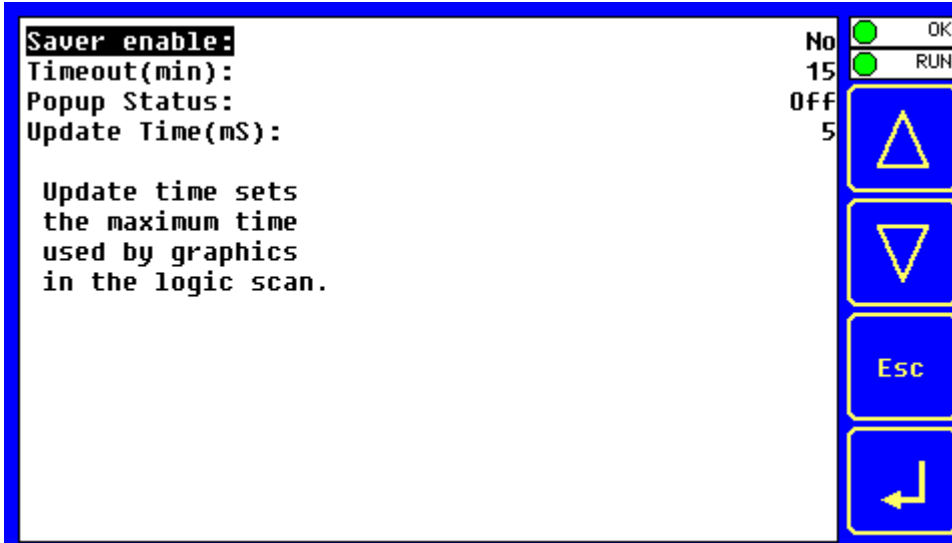 Saver enable: No
Timeout(min): 15
Popup Status: Off
Update Time(mS): 5
Update time sets
the maximum time
used by graphics
in the logic scan.
OK
RUN
Esc